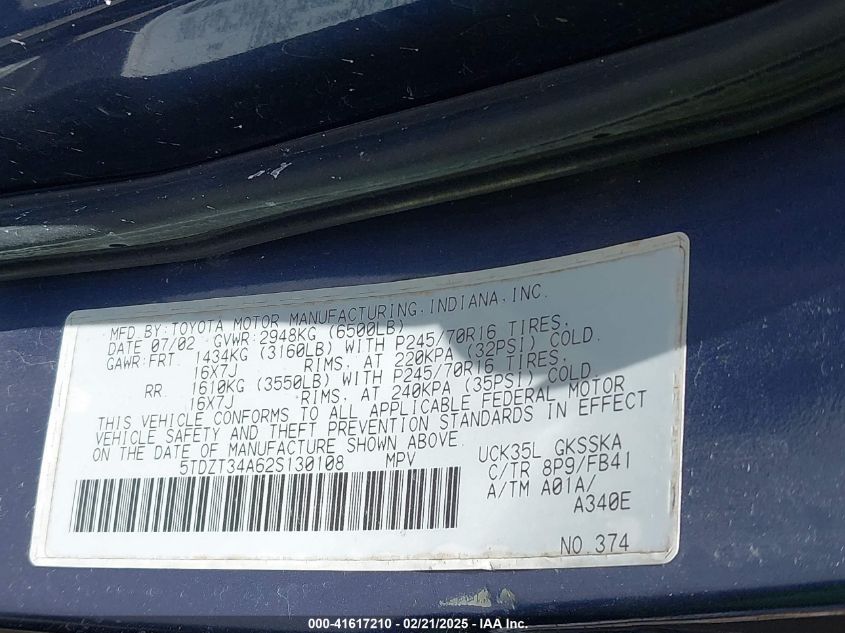 MFD BY:TOYOTA MOTOR MANUFACTURING,INDIANA,INC.
DATE 07/02 GVWR:2948KG (6500LB)
GAWR:FRT 1434KG (3160LB) WITH P245/70R16 TIRES,
16X7J RIMS, AT 220KPA (32PSI) COLD.
RR 1610KG (3550LB) WITH P245/70R16 TIRES,
16X7J RIMS, AT 240KPA (35PSI) COLD.
THIS VEHICLE CONFORMS TO ALL APPLICABLE FEDERAL MOTOR
VEHICLE SAFETY AND THEFT PREVENTION STANDARDS IN EFFECT
ON THE DATE OF MANUFACTURE SHOWN ABOVE.
5TDZT34A62S130108 MPV
UCK35L GKSSKA
C/TR 8P9/FB41
A/TM A01A/
A340E
NO.374
000-41617210 - 02/21/2025 - IAA Inc.